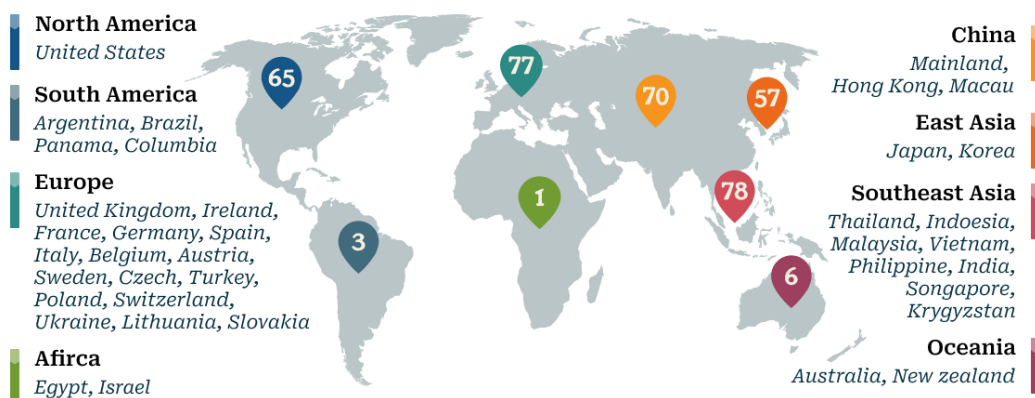 North America
United States
South America
Argentina, Brazil,
Panama, Columbia
Europe
United Kingdom, Ireland,
France, Germany, Spain,
Italy, Belgium, Austria,
Sweden, Czech, Turkey,
Poland, Switzerland,
Ukraine, Lithuania, Slovakia
Afirca
Egypt, Israel
65
77
70
57
78
1
3
6
China
Mainland,
Hong Kong, Macau
East Asia
Japan, Korea
Southeast Asia
Thailand, Indoesia,
Malaysia, Vietnam,
Philippine, India,
Songapore,
Krygyzstan
Oceania
Australia, New zealand